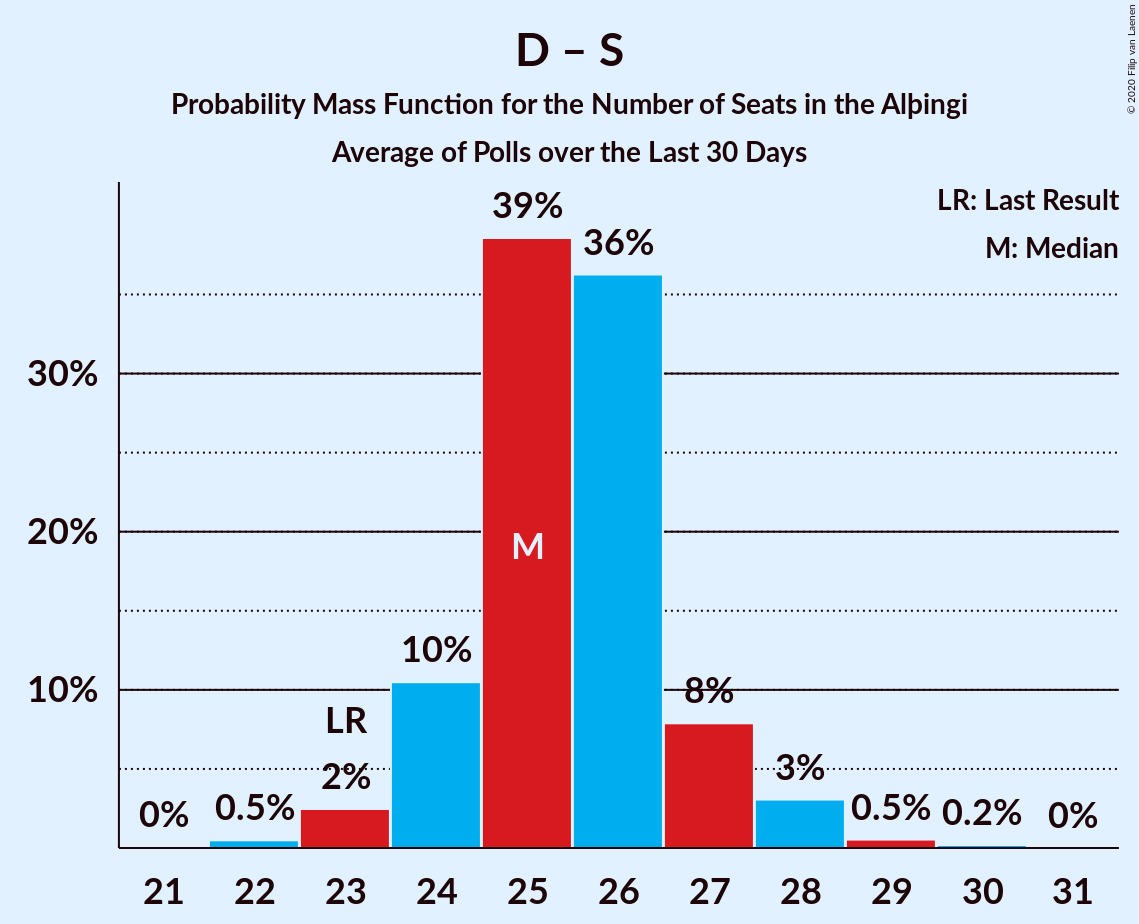 D – S
Probability Mass Function for the Number of Seats in the Alþingi
Average of Polls over the Last 30 Days
© 2020 Filip van Laenen
LR: Last Result
M: Median
39%
36%
30%
20%
M
10%
10%
LR
8%
2%
3%
0%
0.5%
0.5%
0.2%
0%
21 22 23 24 25 26 27 28 29 30 31